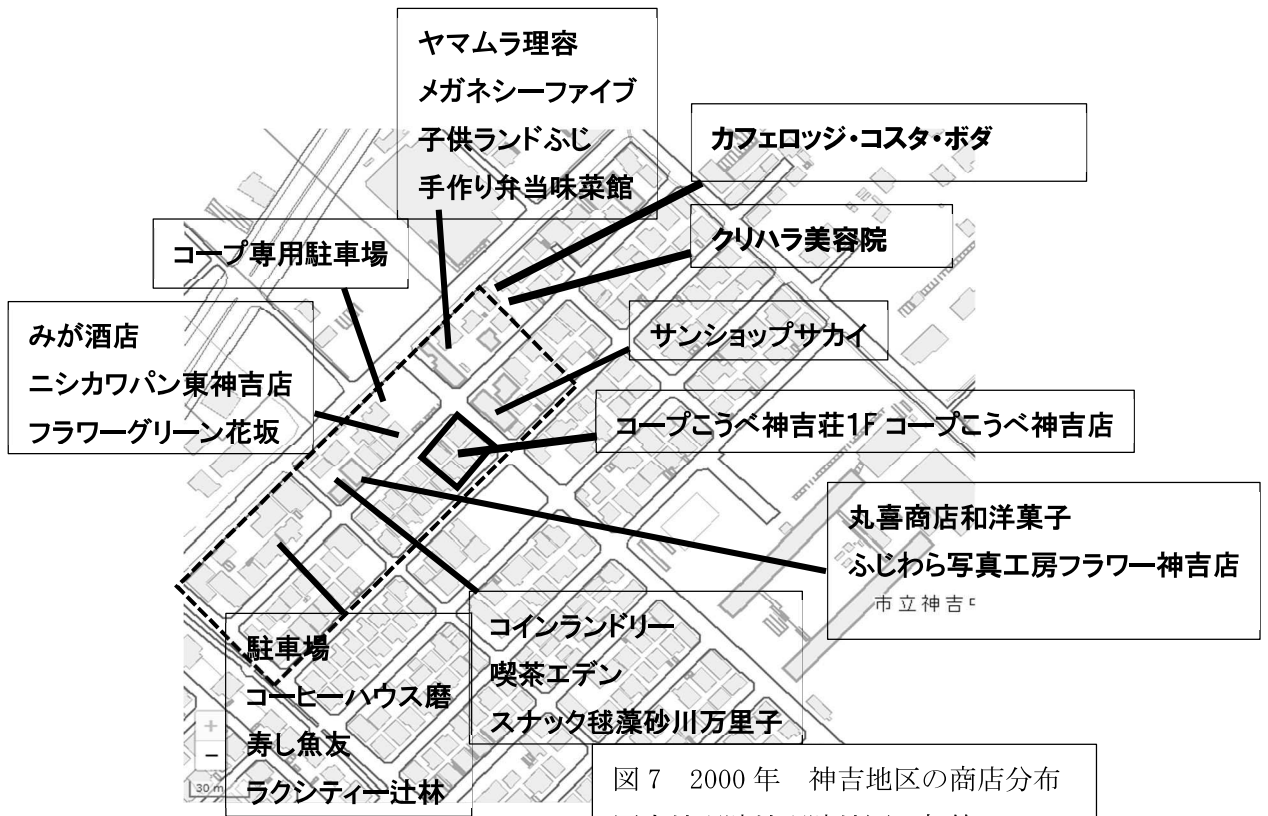 ヤマムラ理容
メガネシーファイブ
子供ランドふじ
手作り弁当味菜館
カフェロッジ・コスタ・ボダ
クリハラ美容院
コープ専用駐車場
みが酒店
ニシカワパン東神吉店
フラワーグリーン花坂
サンショップサカイ
コープこうべ神吉荘1F コープこうべ神吉店
丸喜商店和洋菓子
ふじわら写真工房フラワー神吉店
市立神吉中
駐車場
コーヒーハウス磨
寿し魚友
ラクシティー辻林
コインランドリー
喫茶エデン
スナック毬藻砂川万里子
+
−
30 m
図7 2000年 神吉地区の商店分布